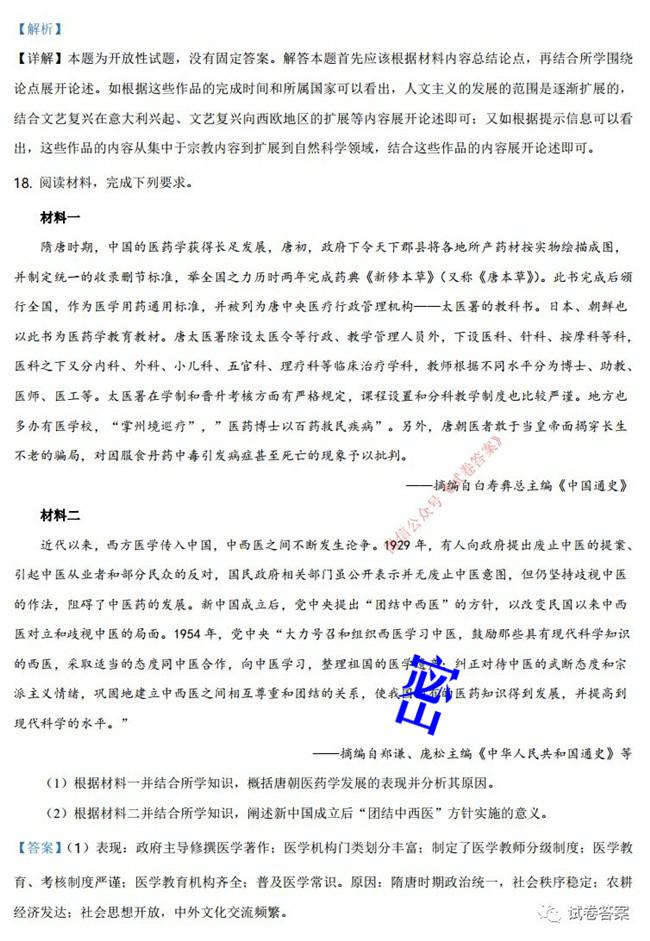 【解析】
【详解】本题为开放性试题，没有固定答案。解答本题首先应该根据材料内容总结论点，再结合所学围绕
论点展开论述。如根据这些作品的完成时间和所属国家可以看出，人文主义的发展的范围是逐渐扩展的，
结合文艺复兴在意大利兴起、文艺复兴向西欧地区的扩展等内容展开论述即可；又如根据提示信息可以看
出，这些作品的内容从集中于宗教内容到扩展到自然科学领域，结合这些作品的内容展开论述即可。
18. 阅读材料，完成下列要求。
材料一
隋唐时期，中国的医药学获得长足发展，唐初，政府下令天下郡县将各地所产药材按实物绘描成图，
并制定统一的收录删节标准，举全国之力历时两年完成药典《新修本草》（又称《唐本草》）。此书完成后颁
行全国，作为医学用药通用标准，并被列为唐中央医疗行政管理机构——太医署的教科书。日本、朝鲜也
以此书为医药学教育教材。唐太医署除设太医令等行政、教学管理人员外，下设医科、针科、按摩科等科，
医科之下又分内科、外科、小儿科、五官科、理疗科等临床治疗学科，教师根据不同水平分为博士、助教、
医师、医工等。太医署在学制和晋升考核方面有严格规定，课程设置和分科教学制度也比较严谨。地方也
多办有医学校，“掌州境巡疗”，”医药博士以百药救民疾病”。另外，唐朝医者敢于当皇帝面揭穿长生
不老的骗局，对因服食丹药中毒引发病症甚至死亡的现象予以批判。
——摘编自白寿彝总主编《中国通史》
微信公众号《试卷答案》
材料二
近代以来，西方医学传入中国，中西医之间不断发生论争。1929年，有人向政府提出废止中医的提案、
引起中医从业者和部分民众的反对，国民政府相关部门虽公开表示并无废止中医意图，但仍坚持歧视中医
的作法，阻碍了中医药的发展。新中国成立后，党中央提出“团结中西医”的方针，以改变民国以来中西
医对立和歧视中医的局面。1954年，党中央“大力号召和组织西医学习中医，鼓励那些具有现代科学知识
的西医，采取适当的态度同中医合作，向中医学习，整理祖国的医学遗产；纠正对待中医的武断态度和宗
派主义情绪，巩固地建立中西医之间相互尊重和团结的关系，使我国的医药知识得到发展，并提高到
现代科学的水平。”
密
——摘编自郑谦、庞松主编《中华人民共和国通史》等
（1）根据材料一并结合所学知识，概括唐朝医药学发展的表现并分析其原因。
（2）根据材料二并结合所学知识，阐述新中国成立后“团结中西医”方针实施的意义。
【答案】（1）表现：政府主导修撰医学著作；医学机构门类划分丰富；制定了医学教师分级制度；医学教
育、考核制度严谨；医学教育机构齐全；普及医学常识。原因：隋唐时期政治统一，社会秩序稳定；农耕
经济发达；社会思想开放，中外文化交流频繁。
试卷答案